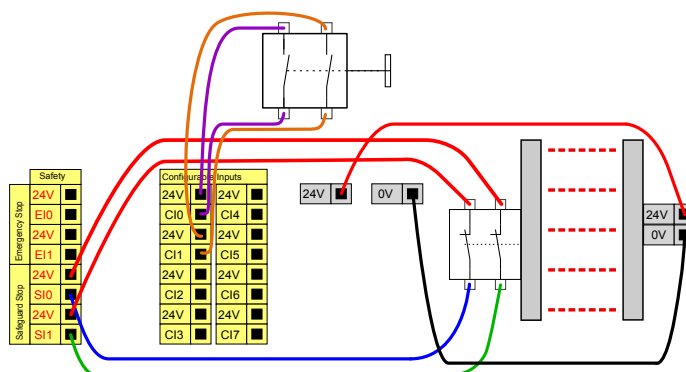 Safety
Emergency Stop
24V
EI0
24V
EI1
Safeguard Stop
24V
SI0
24V
SI1
Configurable Inputs
24V 24V
CI0 CI4
24V 24V
CI1 CI5
24V 24V
CI2 CI6
24V 24V
CI3 CI7
24V
0V
24V
0V